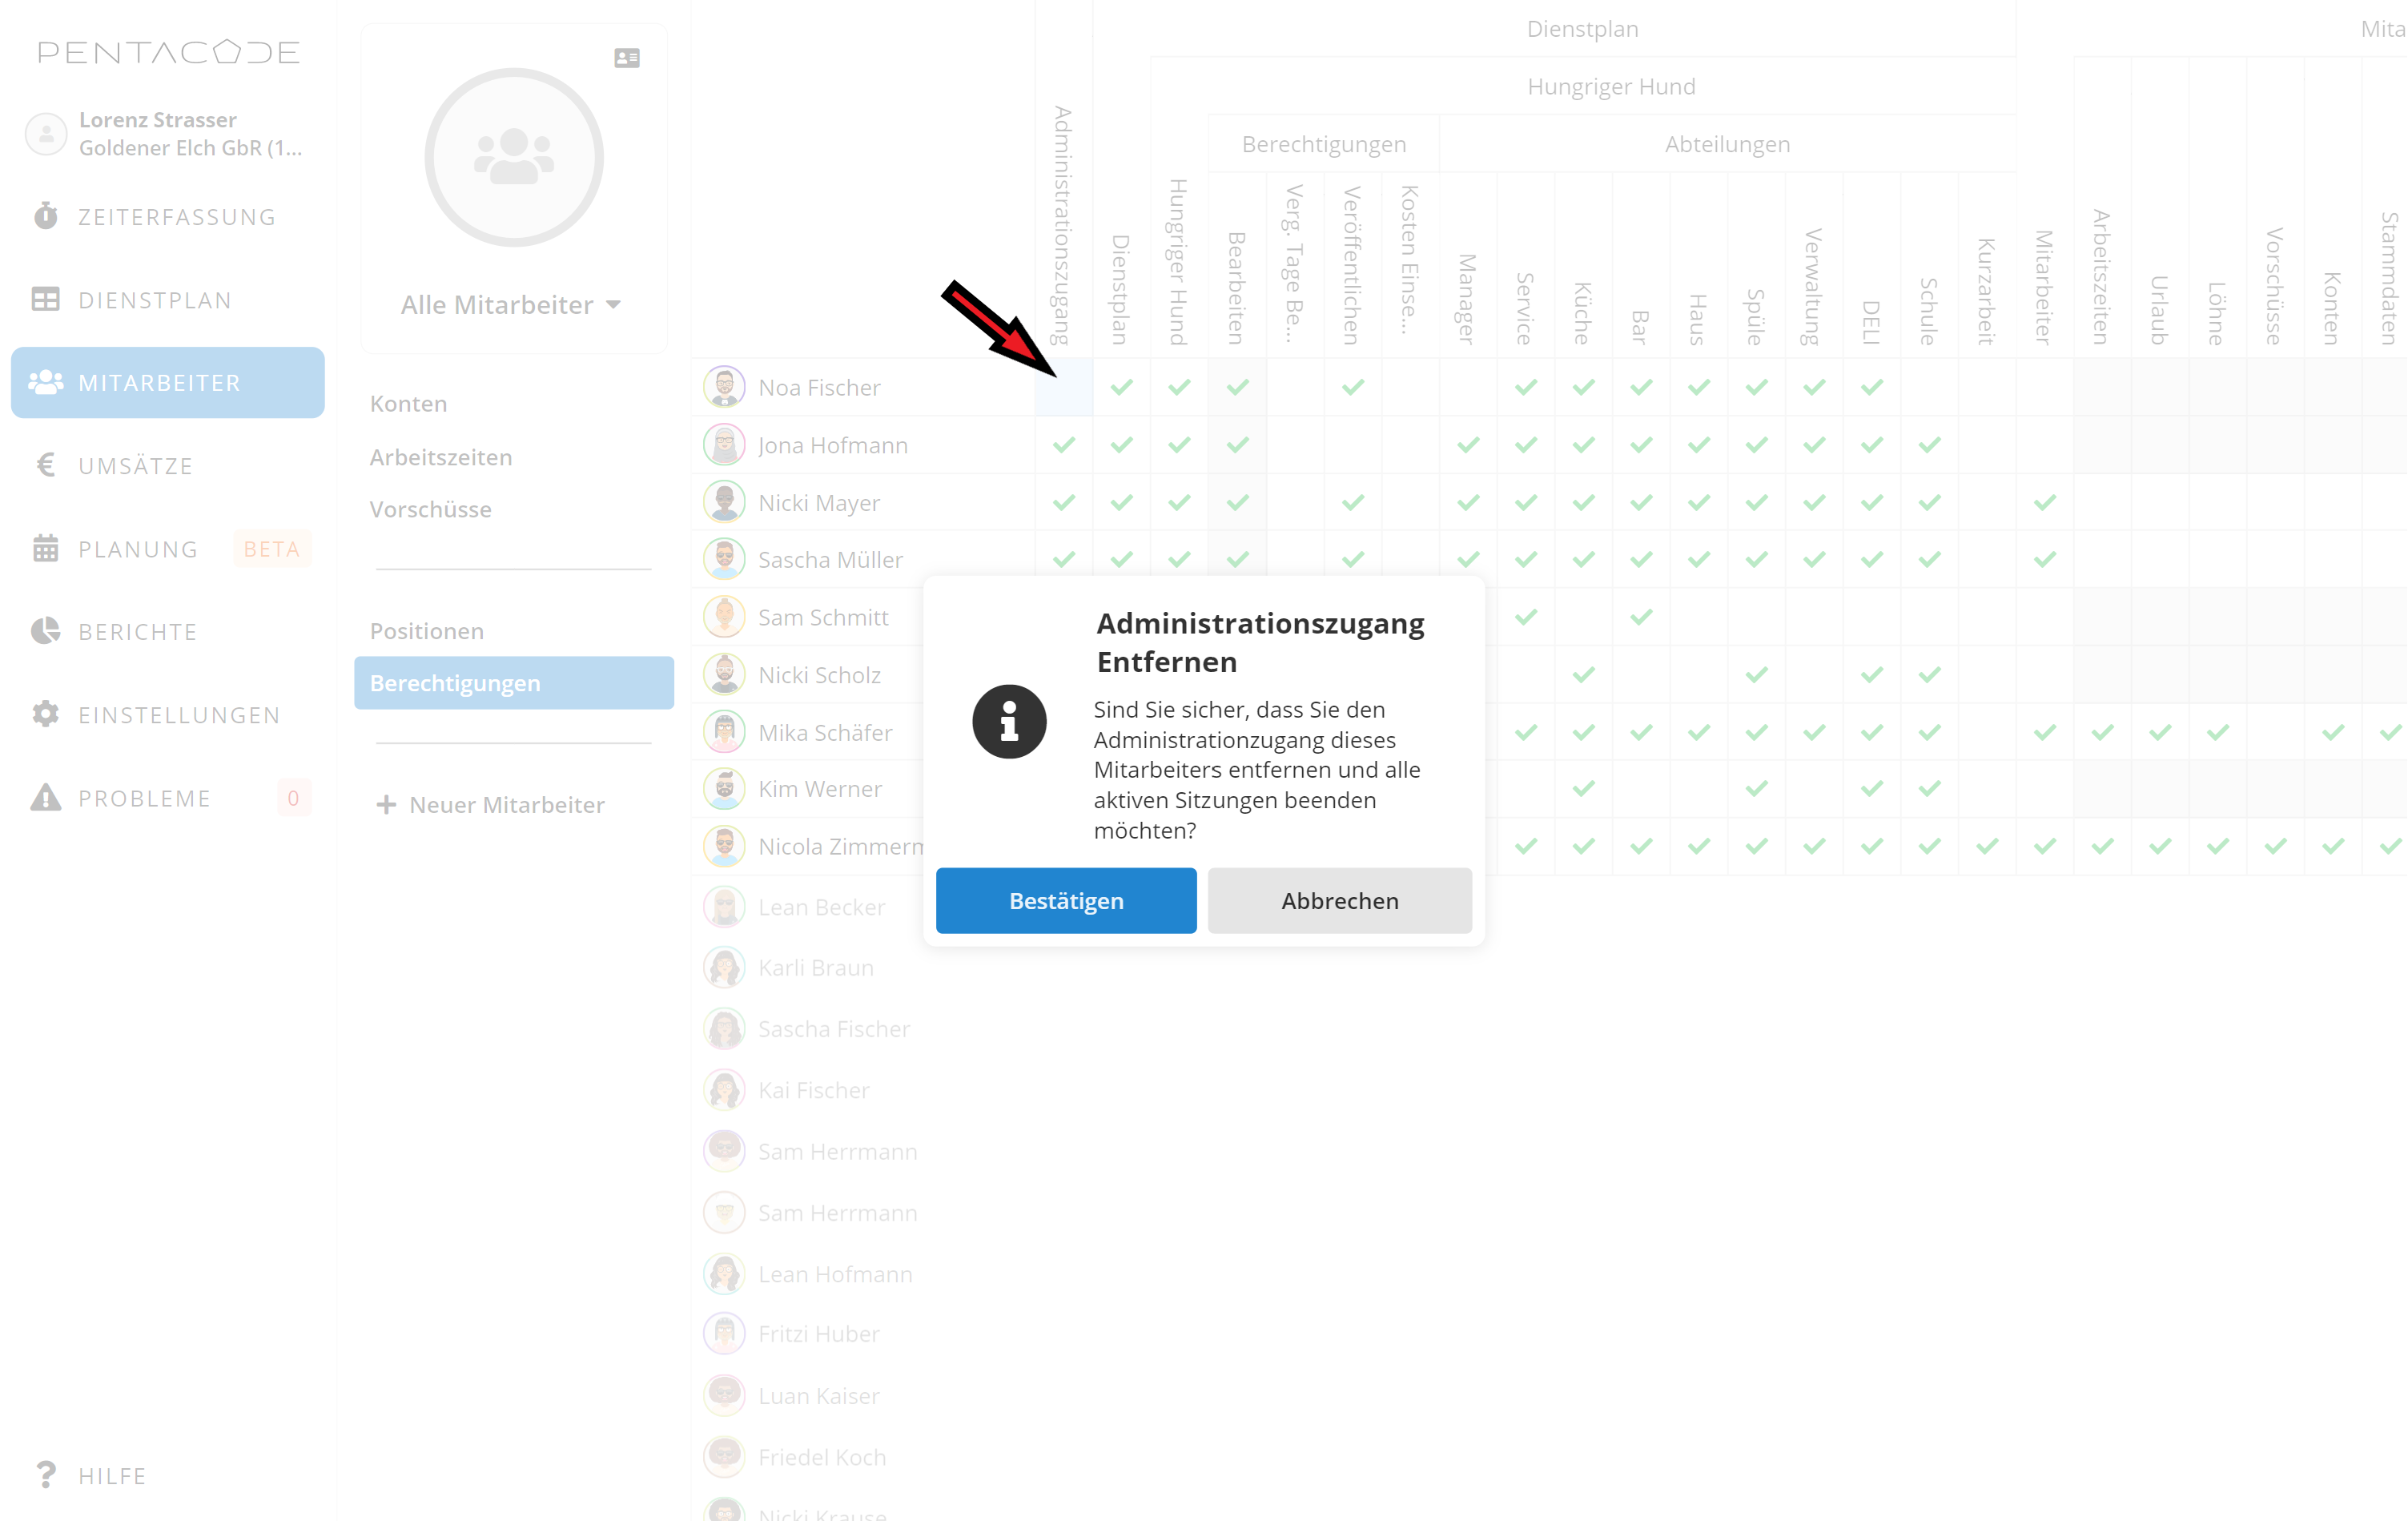 PENTACODE
Lorenz Strasser
Goldener Elch GbR (1...
ZEITERFASSUNG
DIENSTPLAN
MITARBEITER
UMSÄTZE
PLANUNG BETA
BERICHTE
EINSTELLUNGEN
PROBLEME 0
HILFE
Alle Mitarbeiter
Konten
Arbeitszeiten
Vorschüsse
Positionen
Berechtigungen
Neuer Mitarbeiter
Dienstplan
Mita
Hungriger Hund
Berechtigungen
Abteilungen
Administrationszugang
Dienstplan
Hungriger Hund
Bearbeiten
Verg. Tage Be...
Veröffentlichen
Kosten Einse...
Manager
Service
Küche
Bar
Haus
Spüle
Verwaltung
DELI
Schule
Kurzarbeit
Mitarbeiter
Arbeitszeiten
Urlaub
Löhne
Vorschüsse
Konten
Stammdaten
Noa Fischer
Jona Hofmann
Nicki Mayer
Sascha Müller
Sam Schmitt
Nicki Scholz
Mika Schäfer
Kim Werner
Nicola Zimmerm
Lean Becker
Karli Braun
Sascha Fischer
Kai Fischer
Sam Herrmann
Sam Herrmann
Lean Hofmann
Fritzi Huber
Luan Kaiser
Friedel Koch
Nicki Krause
Administrationszugang
Entfernen
Sind Sie sicher, dass Sie den
Administrationzugang dieses
Mitarbeiters entfernen und alle
aktiven Sitzungen beenden
möchten?
Bestätigen
Abbrechen